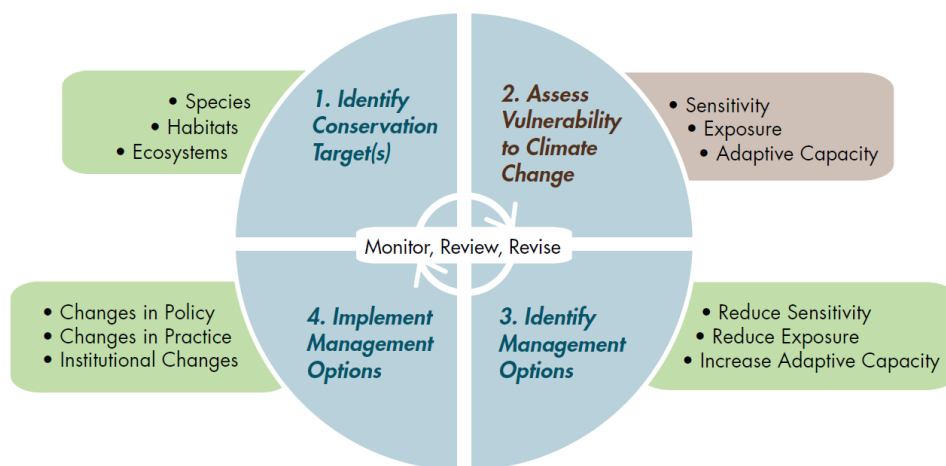 • Species
• Habitats
• Ecosystems
1. Identify
Conservation
Target(s)
2. Assess
Vulnerability
to Climate
Change
• Sensitivity
• Exposure
• Adaptive Capacity
Monitor, Review, Revise
• Changes in Policy
• Changes in Practice
• Institutional Changes
4. Implement
Management
Options
3. Identify
Management
Options
• Reduce Sensitivity
• Reduce Exposure
• Increase Adaptive Capacity